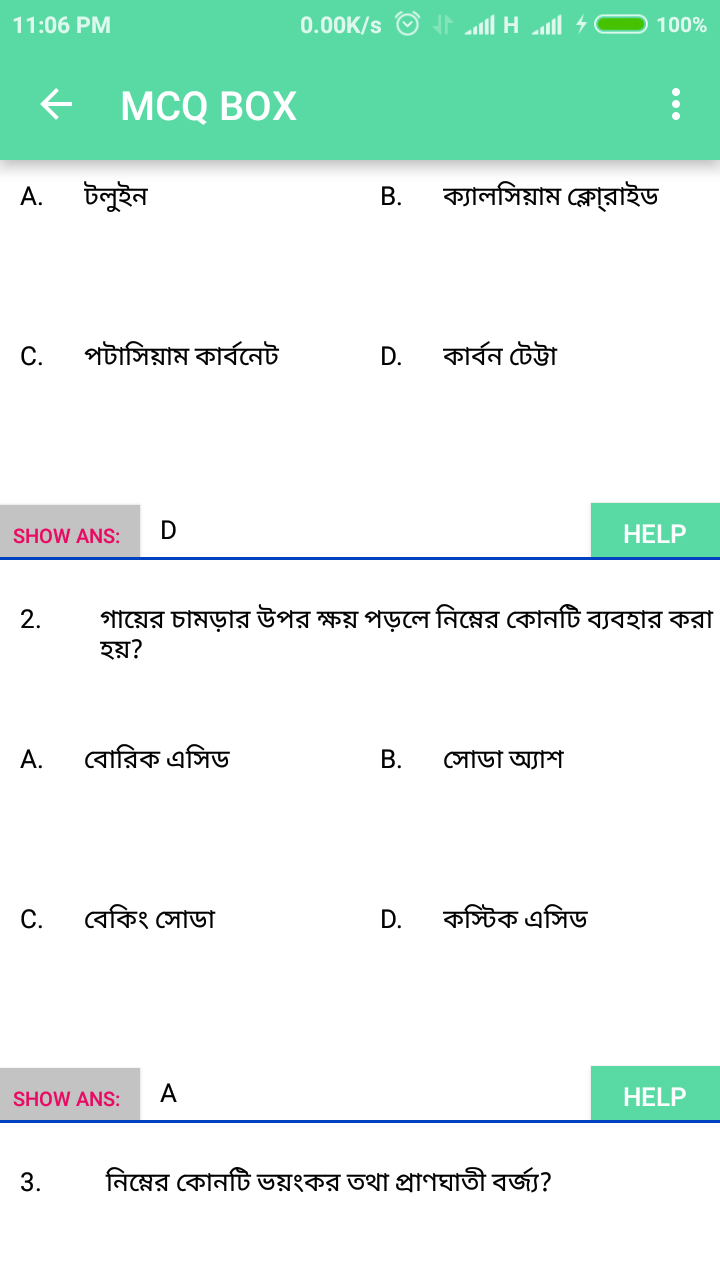 11:06 PM 0.00K/s H 100%
MCQ BOX
A. টলুইন B. ক্যালসিয়াম ক্লো্রাইড
C. পটাসিয়াম কার্বনেট D. কার্বন টেট্টা
SHOW ANS: D HELP
2. গায়ের চামড়ার উপর ক্ষয় পড়লে নিম্নের কোনটি ব্যবহার করা
হয়?
A. বোরিক এসিড B. সোডা অ্যাশ
C. বেকিং সোডা D. কস্টিক এসিড
SHOW ANS: A HELP
3. নিম্নের কোনটি ভয়ংকর তথা প্রাণঘাতী বর্জ্য?